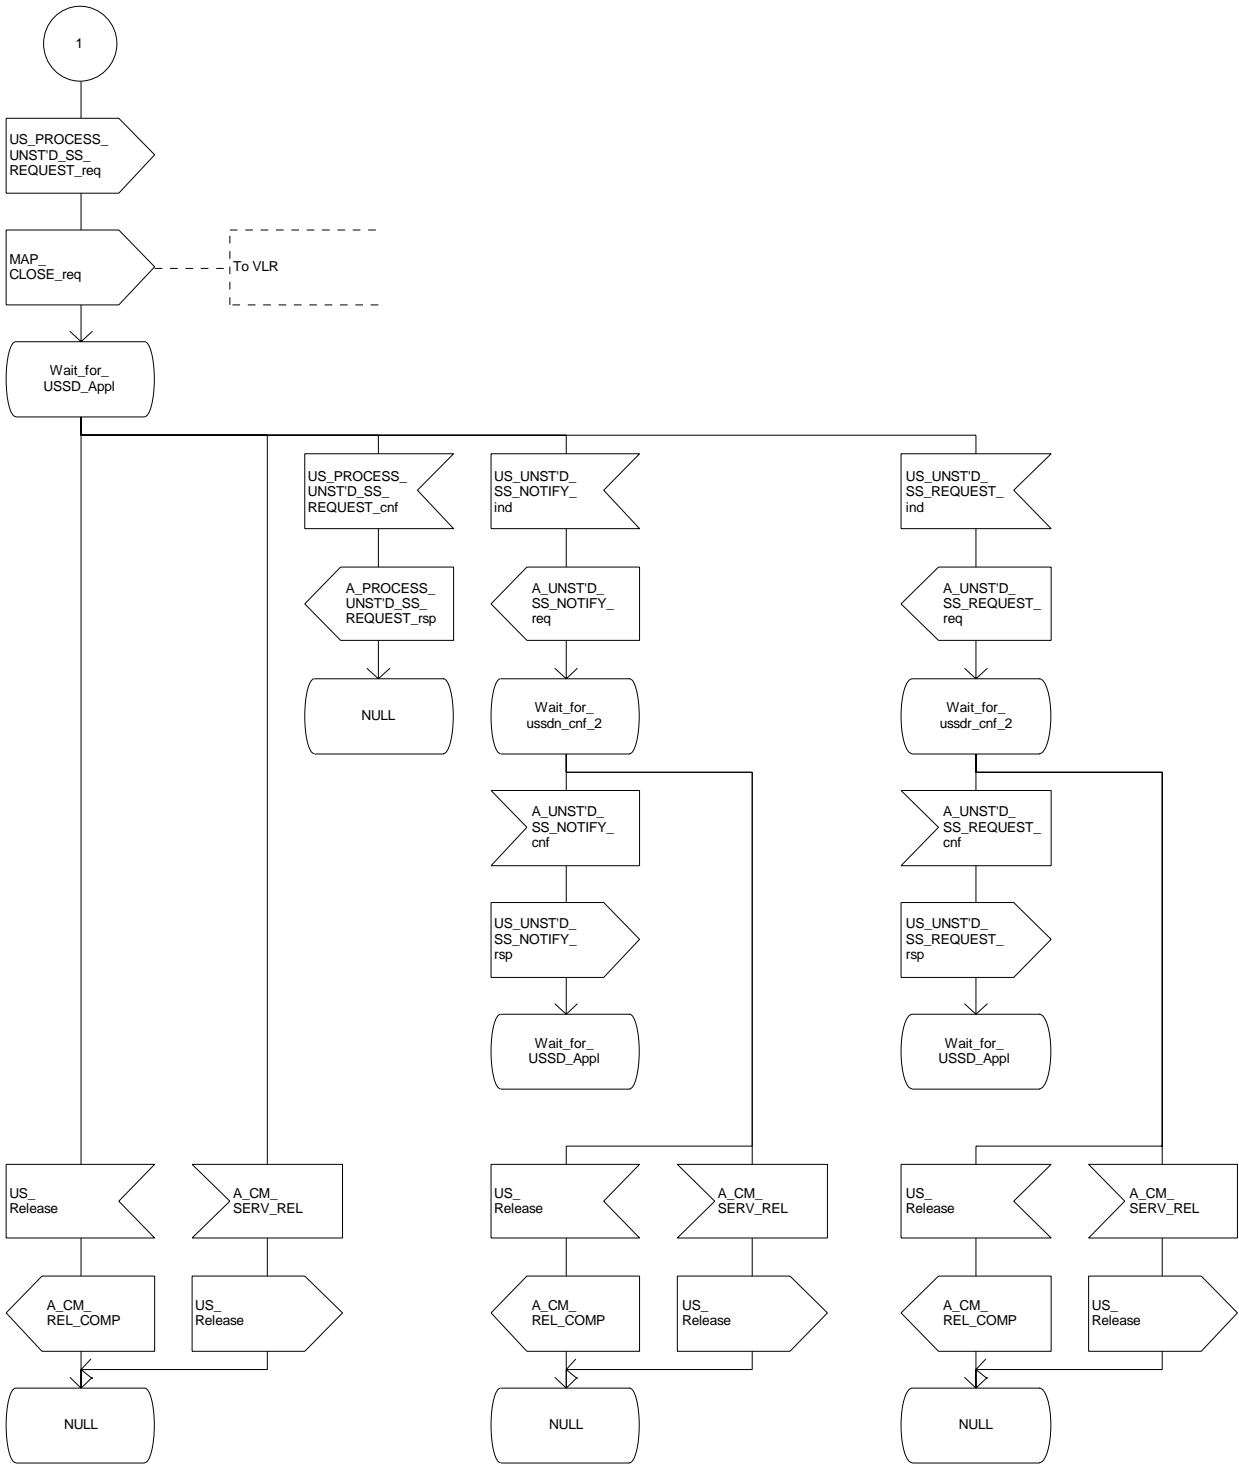 1
US_PROCESS_
UNST'D_SS_
REQUEST_req
MAP_
CLOSE_req
To VLR
Wait_for_
USSD_Appl
US_PROCESS_
UNST'D_SS_
REQUEST_cnf
US_UNST'D_
SS_NOTIFY_
ind
US_UNST'D_
SS_REQUEST_
ind
A_PROCESS_
UNST'D_SS_
REQUEST_rsp
A_UNST'D_
SS_NOTIFY_
req
A_UNST'D_
SS_REQUEST_
req
NULL
Wait_for_
ussdn_cnf_2
Wait_for_
ussdr_cnf_2
A_UNST'D_
SS_NOTIFY_
cnf
A_UNST'D_
SS_REQUEST_
cnf
US_UNST'D_
SS_NOTIFY_
rsp
US_UNST'D_
SS_REQUEST_
rsp
Wait_for_
USSD_Appl
Wait_for_
USSD_Appl
US_
Release
A_CM_
SERV_REL
US_
Release
A_CM_
SERV_REL
US_
Release
A_CM_
SERV_REL
A_CM_
REL_COMP
US_
Release
A_CM_
REL_COMP
US_
Release
A_CM_
REL_COMP
US_
Release
NULL
NULL
NULL